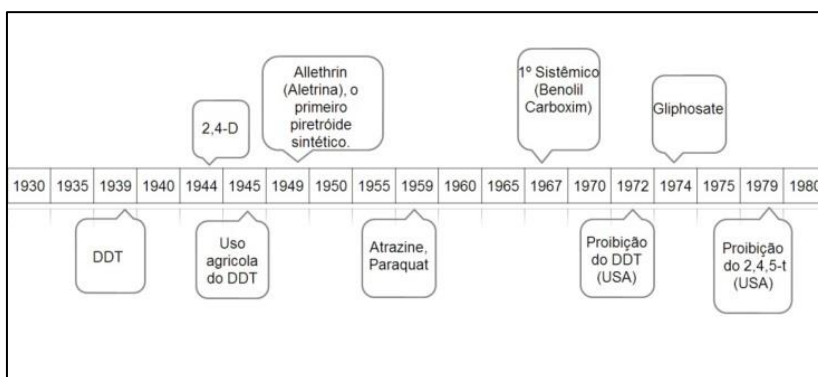 2,4-D
Allethrin
(Aletrina), o
primeiro
piretróide
sintético.
1º Sistêmico
(Benolil
Carboxim)
Gliphosate
1930 1935 1939 1940 1944 1945 1949 1950 1955 1959 1960 1965 1967 1970 1972 1974 1975 1979 1980
DDT
Uso
agricola
do DDT
Atrazine,
Paraquat
Proibição
do DDT
(USA)
Proibição
do 2,4,5-t
(USA)